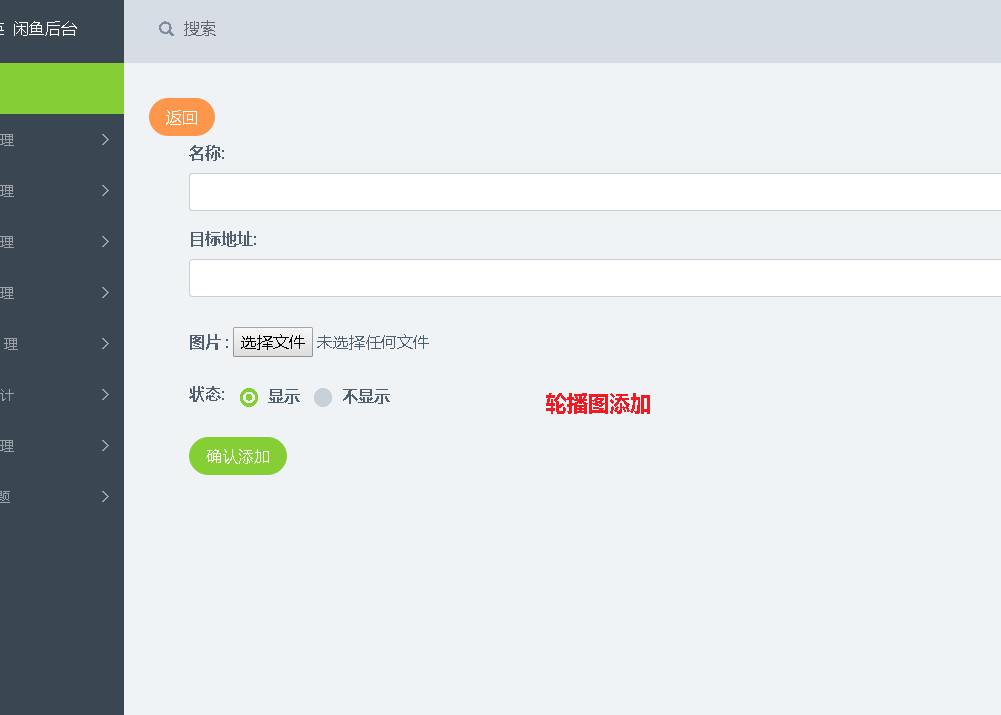 闲鱼后台
搜索
返回
名称:
理
理
目标地址:
理
理
图片 : 选择文件 未选择任何文件
理
状态: 显示 不显示
计
轮播图添加
理
确认添加
题